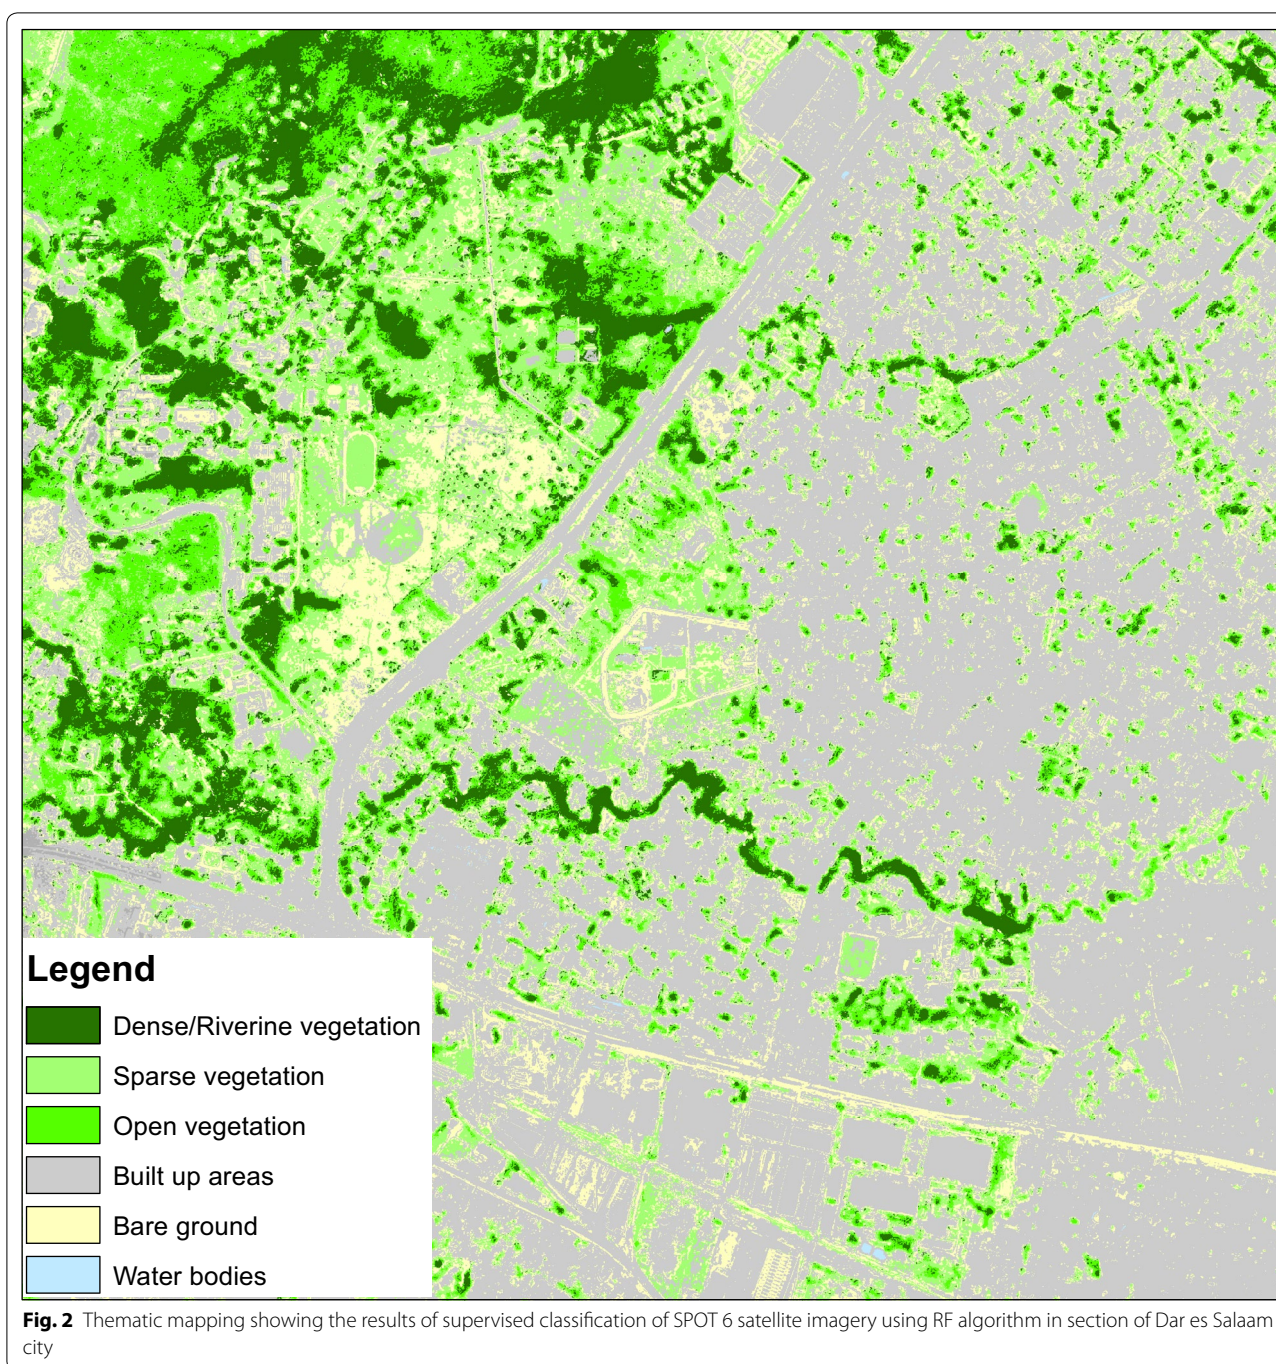 Legend
Dense/Riverine vegetation
Sparse vegetation
Open vegetation
Built up areas
Bare ground
Water bodies
Fig. 2 Thematic mapping showing the results of supervised classification of SPOT 6 satellite imagery using RF algorithm in section of Dar es Salaam
city